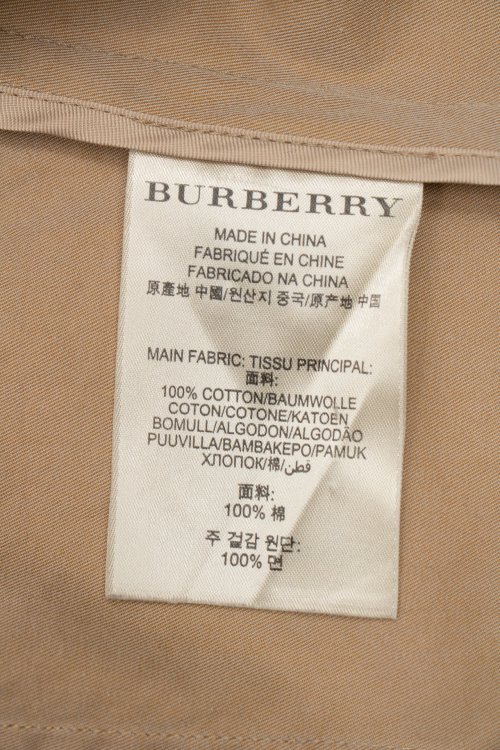 BURBERRY
MADE IN CHINA
FABRIQUÉ EN CHINE
FABRICADO NA CHINA
原產地 中國/원산지 중국/原产地 中国
MAIN FABRIC: TISSU PRINCIPAL:
面料:
100% COTTON/BAUMWOLLE
COTON/COTONE/KATOEN
BOMULL/ALGODON/ALGODÃO
PUUVILLA/BAMBAKEPO/PAMUK
ХЛОПОК/棉/قطن
面料:
100% 棉
주 겉감 원단:
100% 면